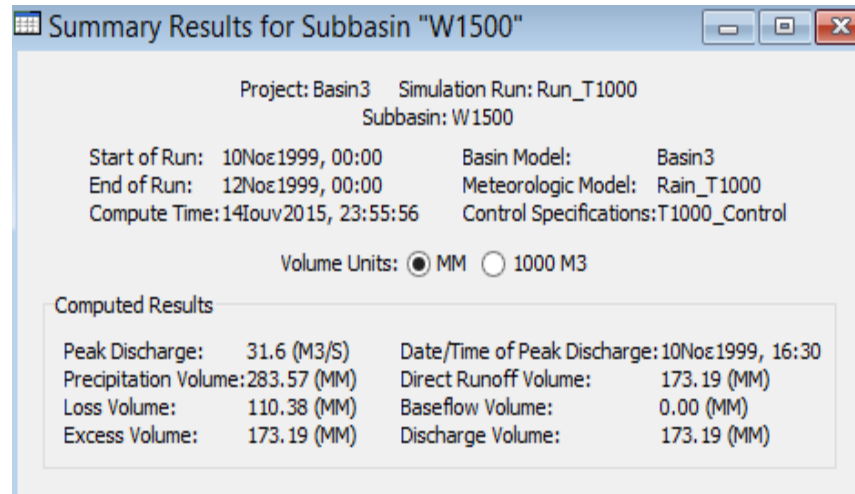 Summary Results for Subbasin "W1500"
Project: Basin3 Simulation Run: Run_T1000
Subbasin: W1500
Start of Run: 10Νοε1999, 00:00 Basin Model: Basin3
End of Run: 12Νοε1999, 00:00 Meteorologic Model: Rain_T1000
Compute Time:14Ιουν2015, 23:55:56 Control Specifications:T1000_Control
Volume Units: MM 1000 M3
Computed Results
Peak Discharge: 31.6 (M3/S) Date/Time of Peak Discharge:10Νοε1999, 16:30
Precipitation Volume:283.57 (MM) Direct Runoff Volume: 173.19 (MM)
Loss Volume: 110.38 (MM) Baseflow Volume: 0.00 (MM)
Excess Volume: 173.19 (MM) Discharge Volume: 173.19 (MM)